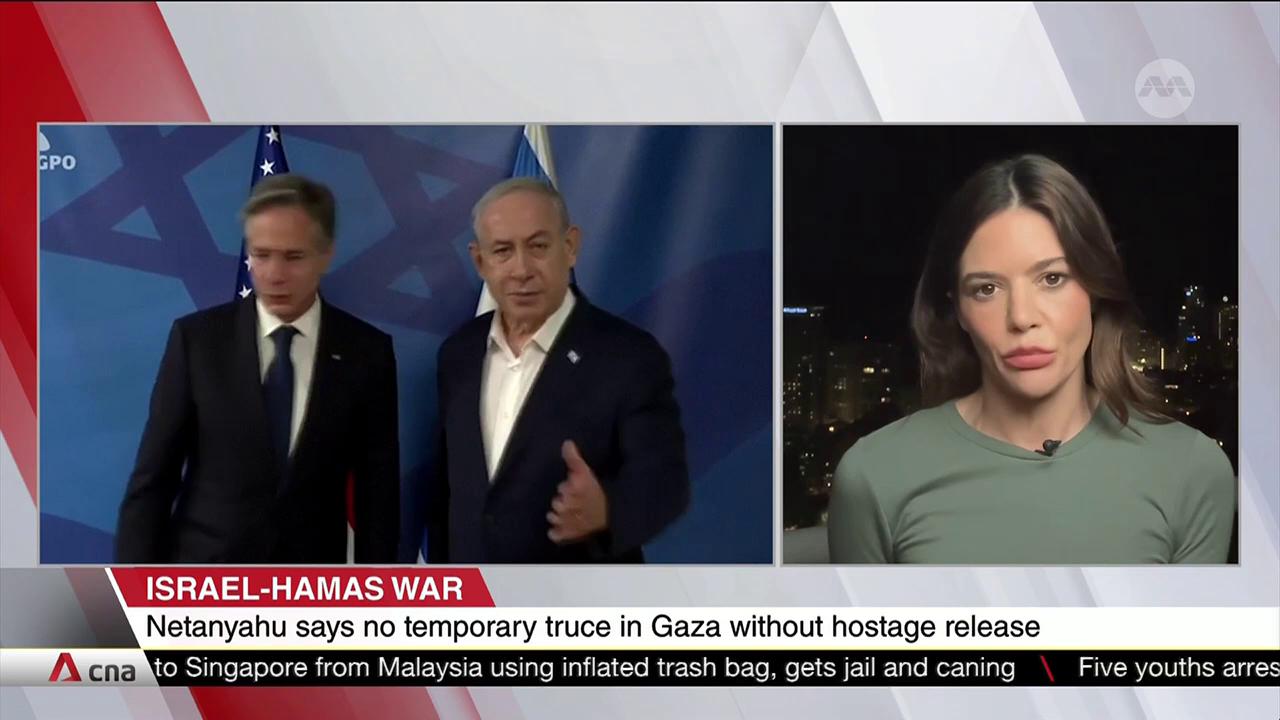 GPO
ISRAEL-HAMAS WAR
Netanyahu says no temporary truce in Gaza without hostage release
cna
to Singapore from Malaysia using inflated trash bag, gets jail and caning \ Five youths arres